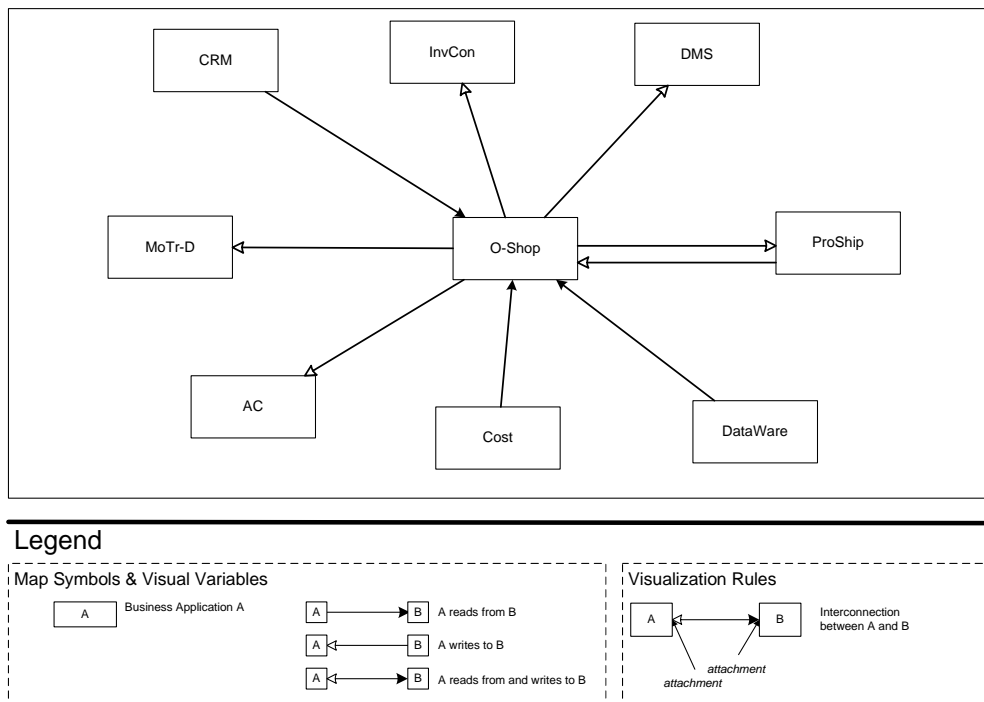 CRM
InvCon
DMS
MoTr-D
O-Shop
ProShip
AC
Cost
DataWare
Legend
Map Symbols & Visual Variables
A
Business Application A
A
B
A reads from B
A
B
A writes to B
A
B
A reads from and writes to B
Visualization Rules
A
B
Interconnection
between A and B
attachment
attachment